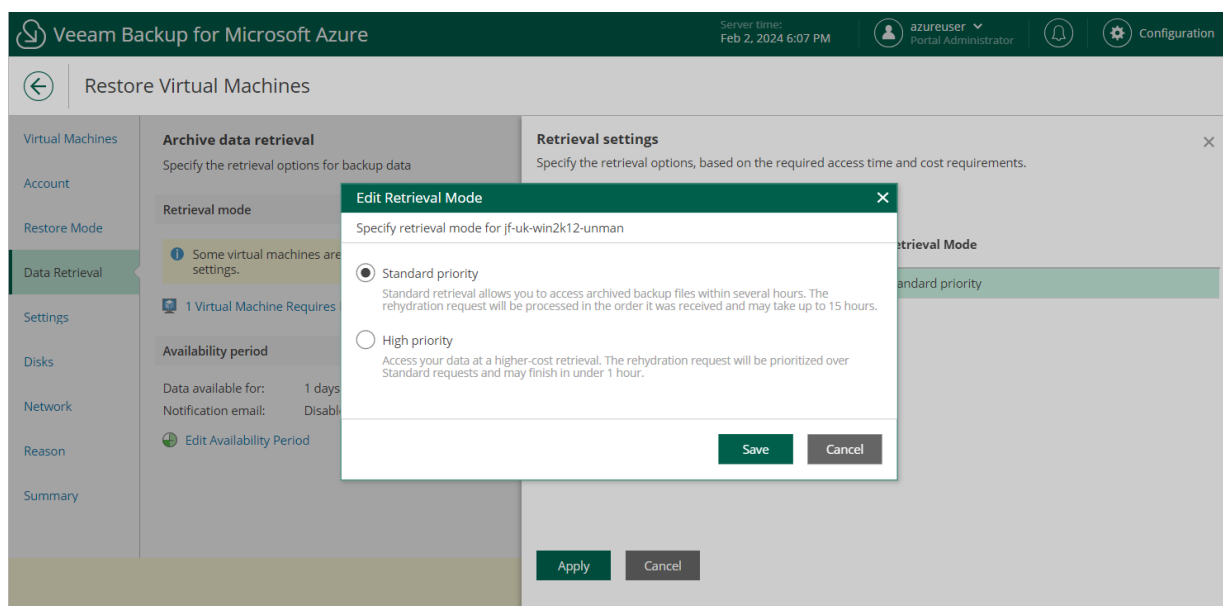 Veeam Backup for Microsoft Azure
Server time:
Feb 2, 2024 6:07 PM
azureuser
Portal Administrator
Configuration
Restore Virtual Machines
Virtual Machines
Account
Restore Mode
Data Retrieval
Settings
Disks
Network
Reason
Summary
Archive data retrieval
Specify the retrieval options for backup data
Retrieval mode
Some virtual machines are
settings.
1 Virtual Machine Requires
Availability period
Data available for: 1 days
Notification email: Disabl
Edit Availability Period
Retrieval settings
Specify the retrieval options, based on the required access time and cost requirements.
etrieval Mode
andard priority
Edit Retrieval Mode
Specify retrieval mode for jf-uk-win2k12-unman
Standard priority
Standard retrieval allows you to access archived backup files within several hours. The
rehydration request will be processed in the order it was received and may take up to 15 hours.
High priority
Access your data at a higher-cost retrieval. The rehydration request will be prioritized over
Standard requests and may finish in under 1 hour.
Save Cancel
Apply Cancel